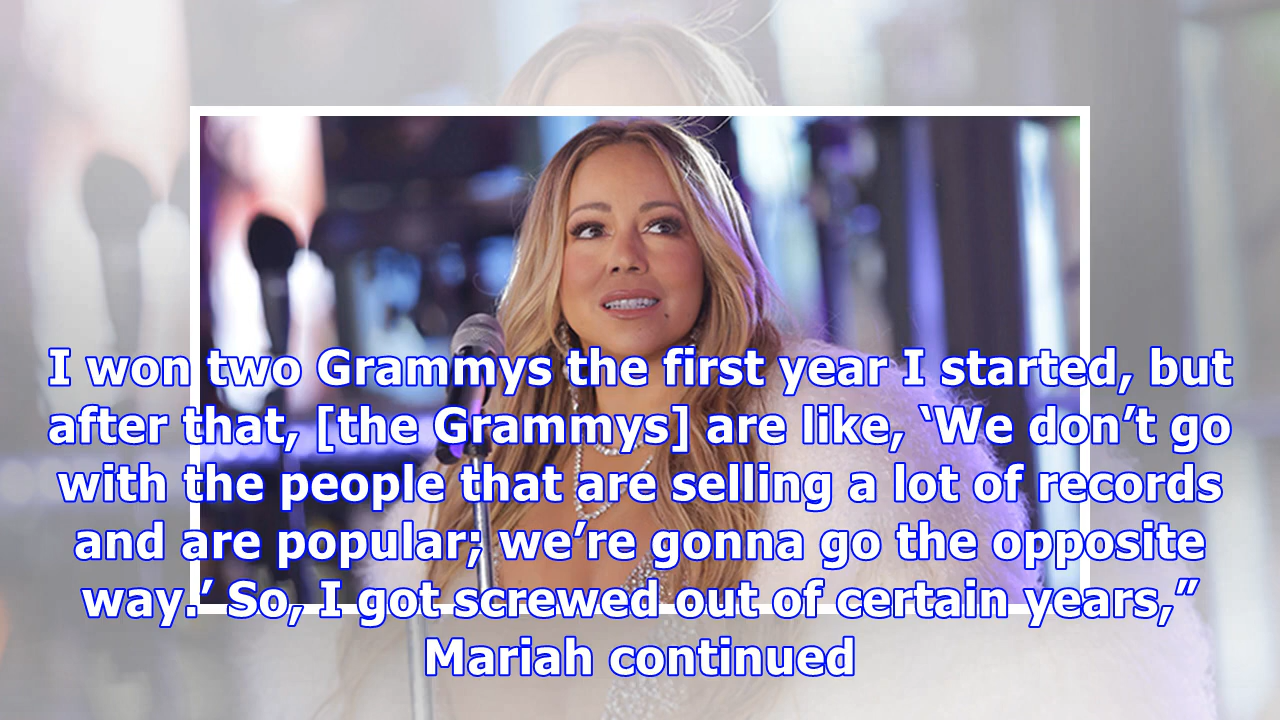 I won two Grammys the first year I started, but
after that, [the Grammys] are like, ‘We don’t go
with the people that are selling a lot of records
and are popular; we’re gonna go the opposite
way.’ So, I got screwed out of certain years,”
Mariah continued